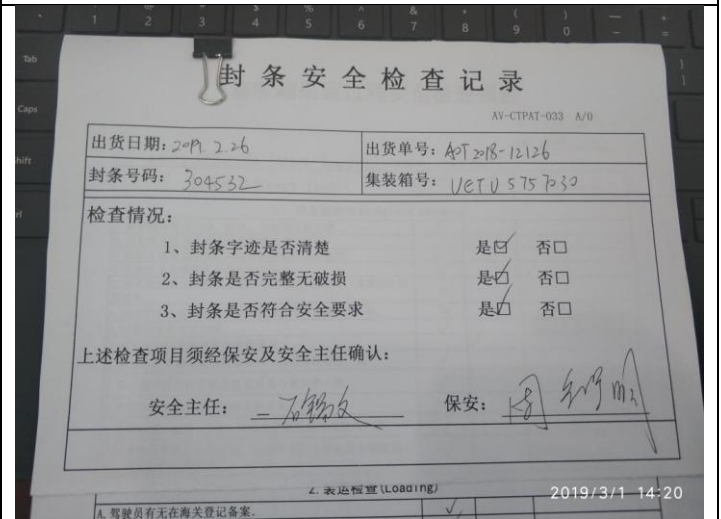 封条安全检查记录
AV-CTPAT-033 A/0
出货日期: 2019. 2.26 出货单号: AOT 2018-12126
封条号码: 304532 集装箱号: UETU 5757030
检查情况:
1、封条字迹是否清楚 是☑ 否□
2、封条是否完整无破损 是☑ 否□
3、封条是否符合安全要求 是☑ 否□
上述检查项目须经保安及安全主任确认:
安全主任: 保安:
2. 装运检查(Loading)
2019/3/1 14:20
A. 驾驶员有无在海关登记备案. √